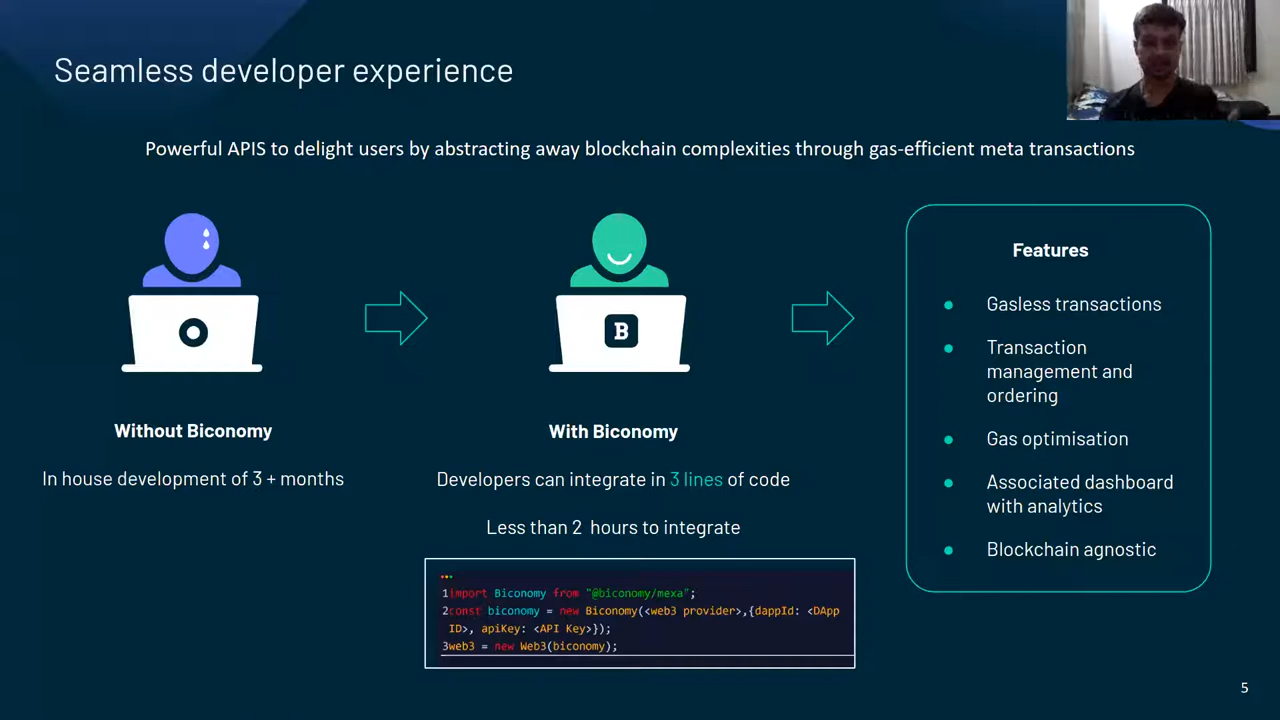 Seamless developer experience
Powerful APIS to delight users by abstracting away blockchain complexities through gas-efficient meta transactions
Without Biconomy
In house development of 3 + months
B
With Biconomy
Developers can integrate in 3 lines of code
Less than 2 hours to integrate
1import Biconomy from "@biconomy/mexa";
2const biconomy = new Biconomy(<web3 provider>,{dappId: <DApp
ID>, apiKey: <API Key>});
3web3 = new Web3(biconomy);
Features
● Gasless transactions
● Transaction
management and
ordering
● Gas optimisation
● Associated dashboard
with analytics
● Blockchain agnostic
5